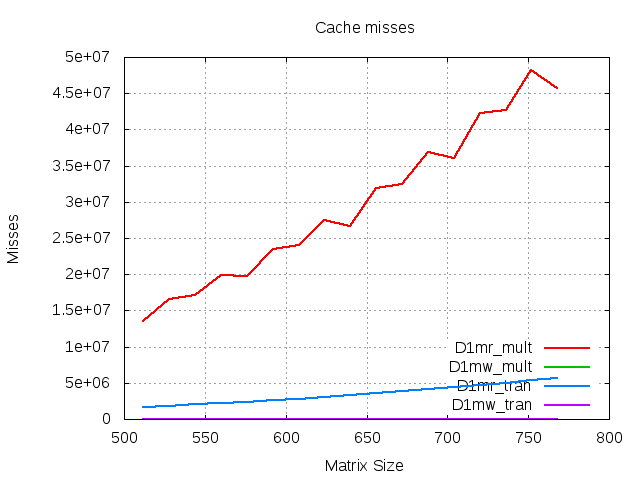 Cache misses
5e+07
4.5e+07
4e+07
3.5e+07
3e+07
2.5e+07
2e+07
1.5e+07
1e+07
5e+06
0
Misses
D1mr_mult
D1mw_mult
D1mr_tran
D1mw_tran
500 550 600 650 700 750 800
Matrix Size